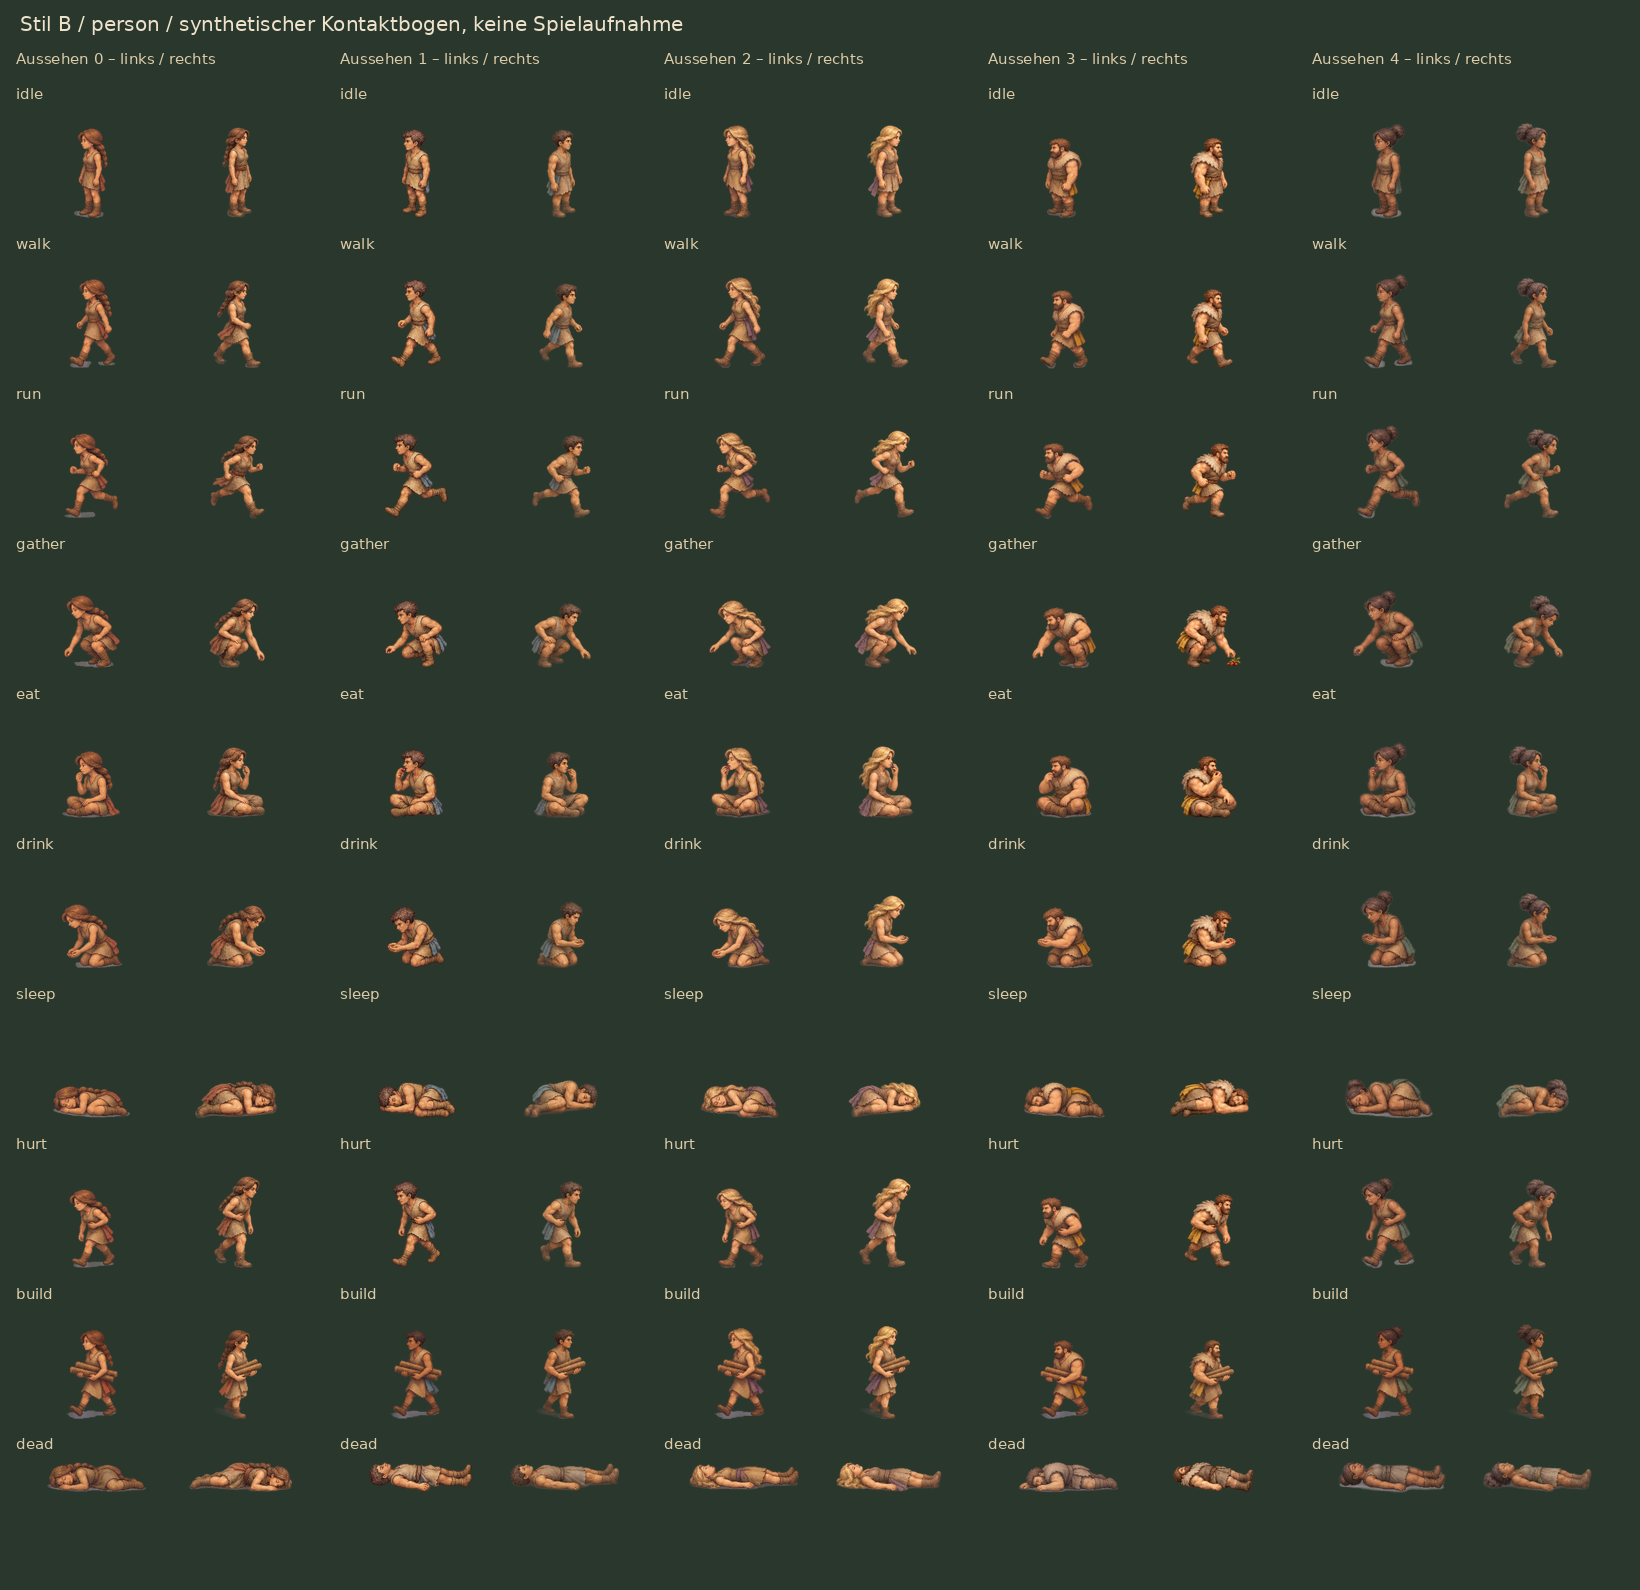 Stil B / person / synthetischer Kontaktbogen, keine Spielaufnahme
Aussehen 0 – links / rechts Aussehen 1 – links / rechts Aussehen 2 – links / rechts Aussehen 3 – links / rechts Aussehen 4 – links / rechts
idle idle idle idle idle
walk walk walk walk walk
run run run run run
gather gather gather gather gather
eat eat eat eat eat
drink drink drink drink drink
sleep sleep sleep sleep sleep
hurt hurt hurt hurt hurt
build build build build build
dead dead dead dead dead